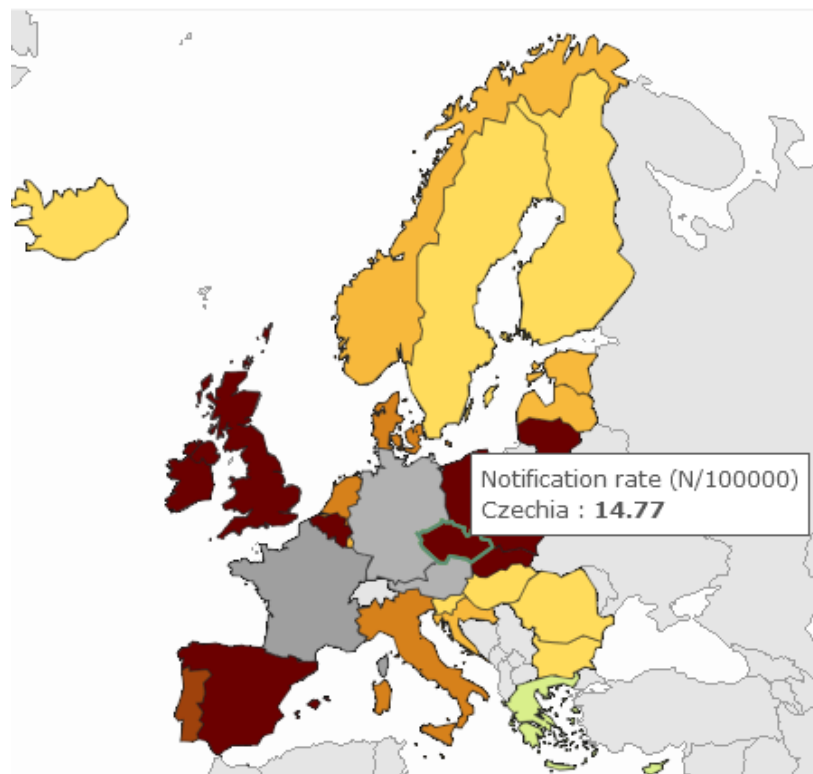 Notification rate (N/100000)
Czechia : 14.77